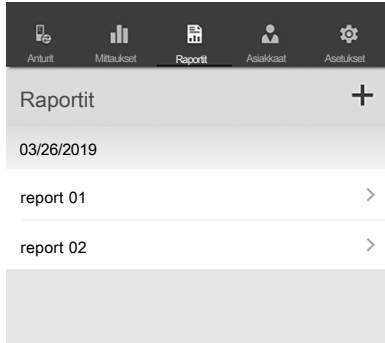 Anturit Mittaukset Raportit Asiakkaat Asetukset
Raportit
03/26/2019
report 01
report 02